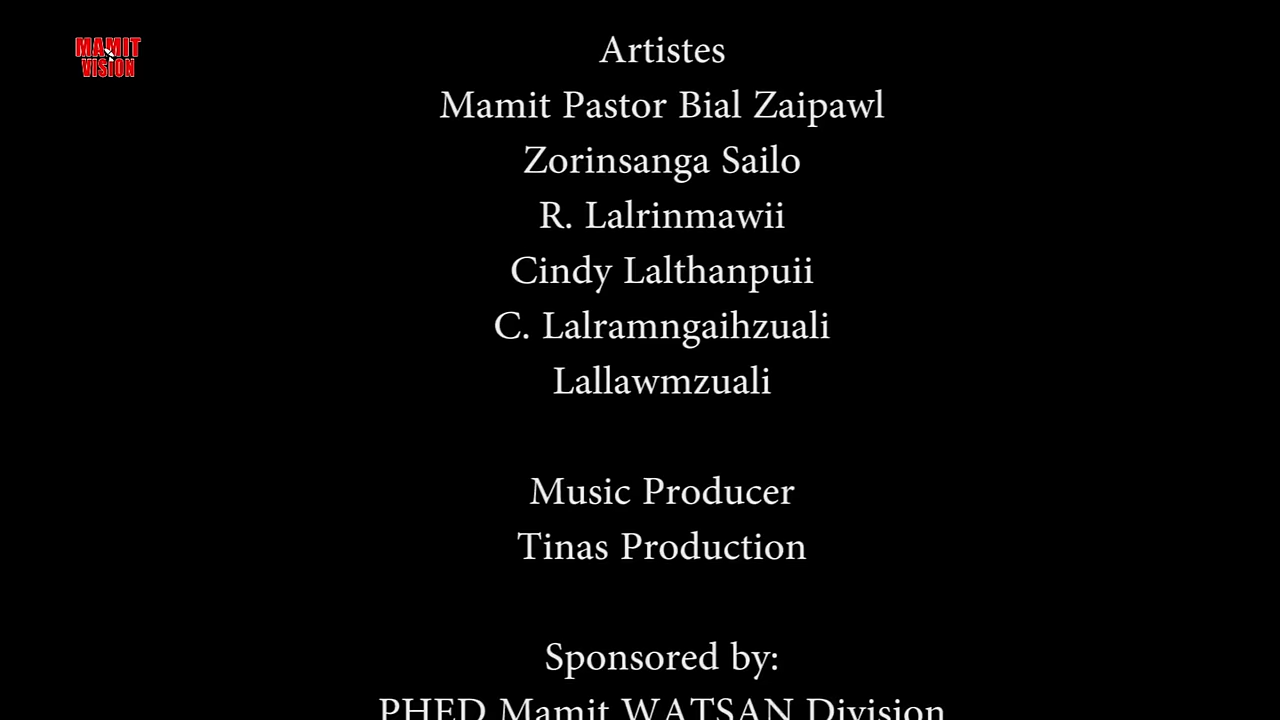 MAMIT
VISION
Artistes
Mamit Pastor Bial Zaipawl
Zorinsanga Sailo
R. Lalrinmawii
Cindy Lalthanpuii
C. Lalramngaihzuali
Lallawmzuali
Music Producer
Tinas Production
Sponsored by:
PHED Mamit WATSAN Division